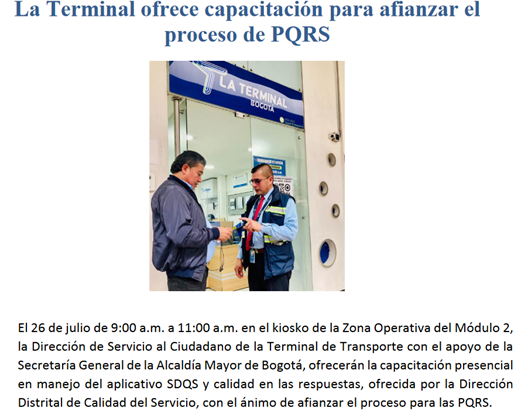 La Terminal ofrece capacitación para afianzar el
proceso de PQRS
LA TERMINAL
BOGOTÁ
El 26 de julio de 9:00 a.m. a 11:00 a.m. en el kiosko de la Zona Operativa del Módulo 2,
la Dirección de Servicio al Ciudadano de la Terminal de Transporte con el apoyo de la
Secretaría General de la Alcaldía Mayor de Bogotá, ofrecerán la capacitación presencial
en manejo del aplicativo SDQS y calidad en las respuestas, ofrecida por la Dirección
Distrital de Calidad del Servicio, con el ánimo de afianzar el proceso para las PQRS.